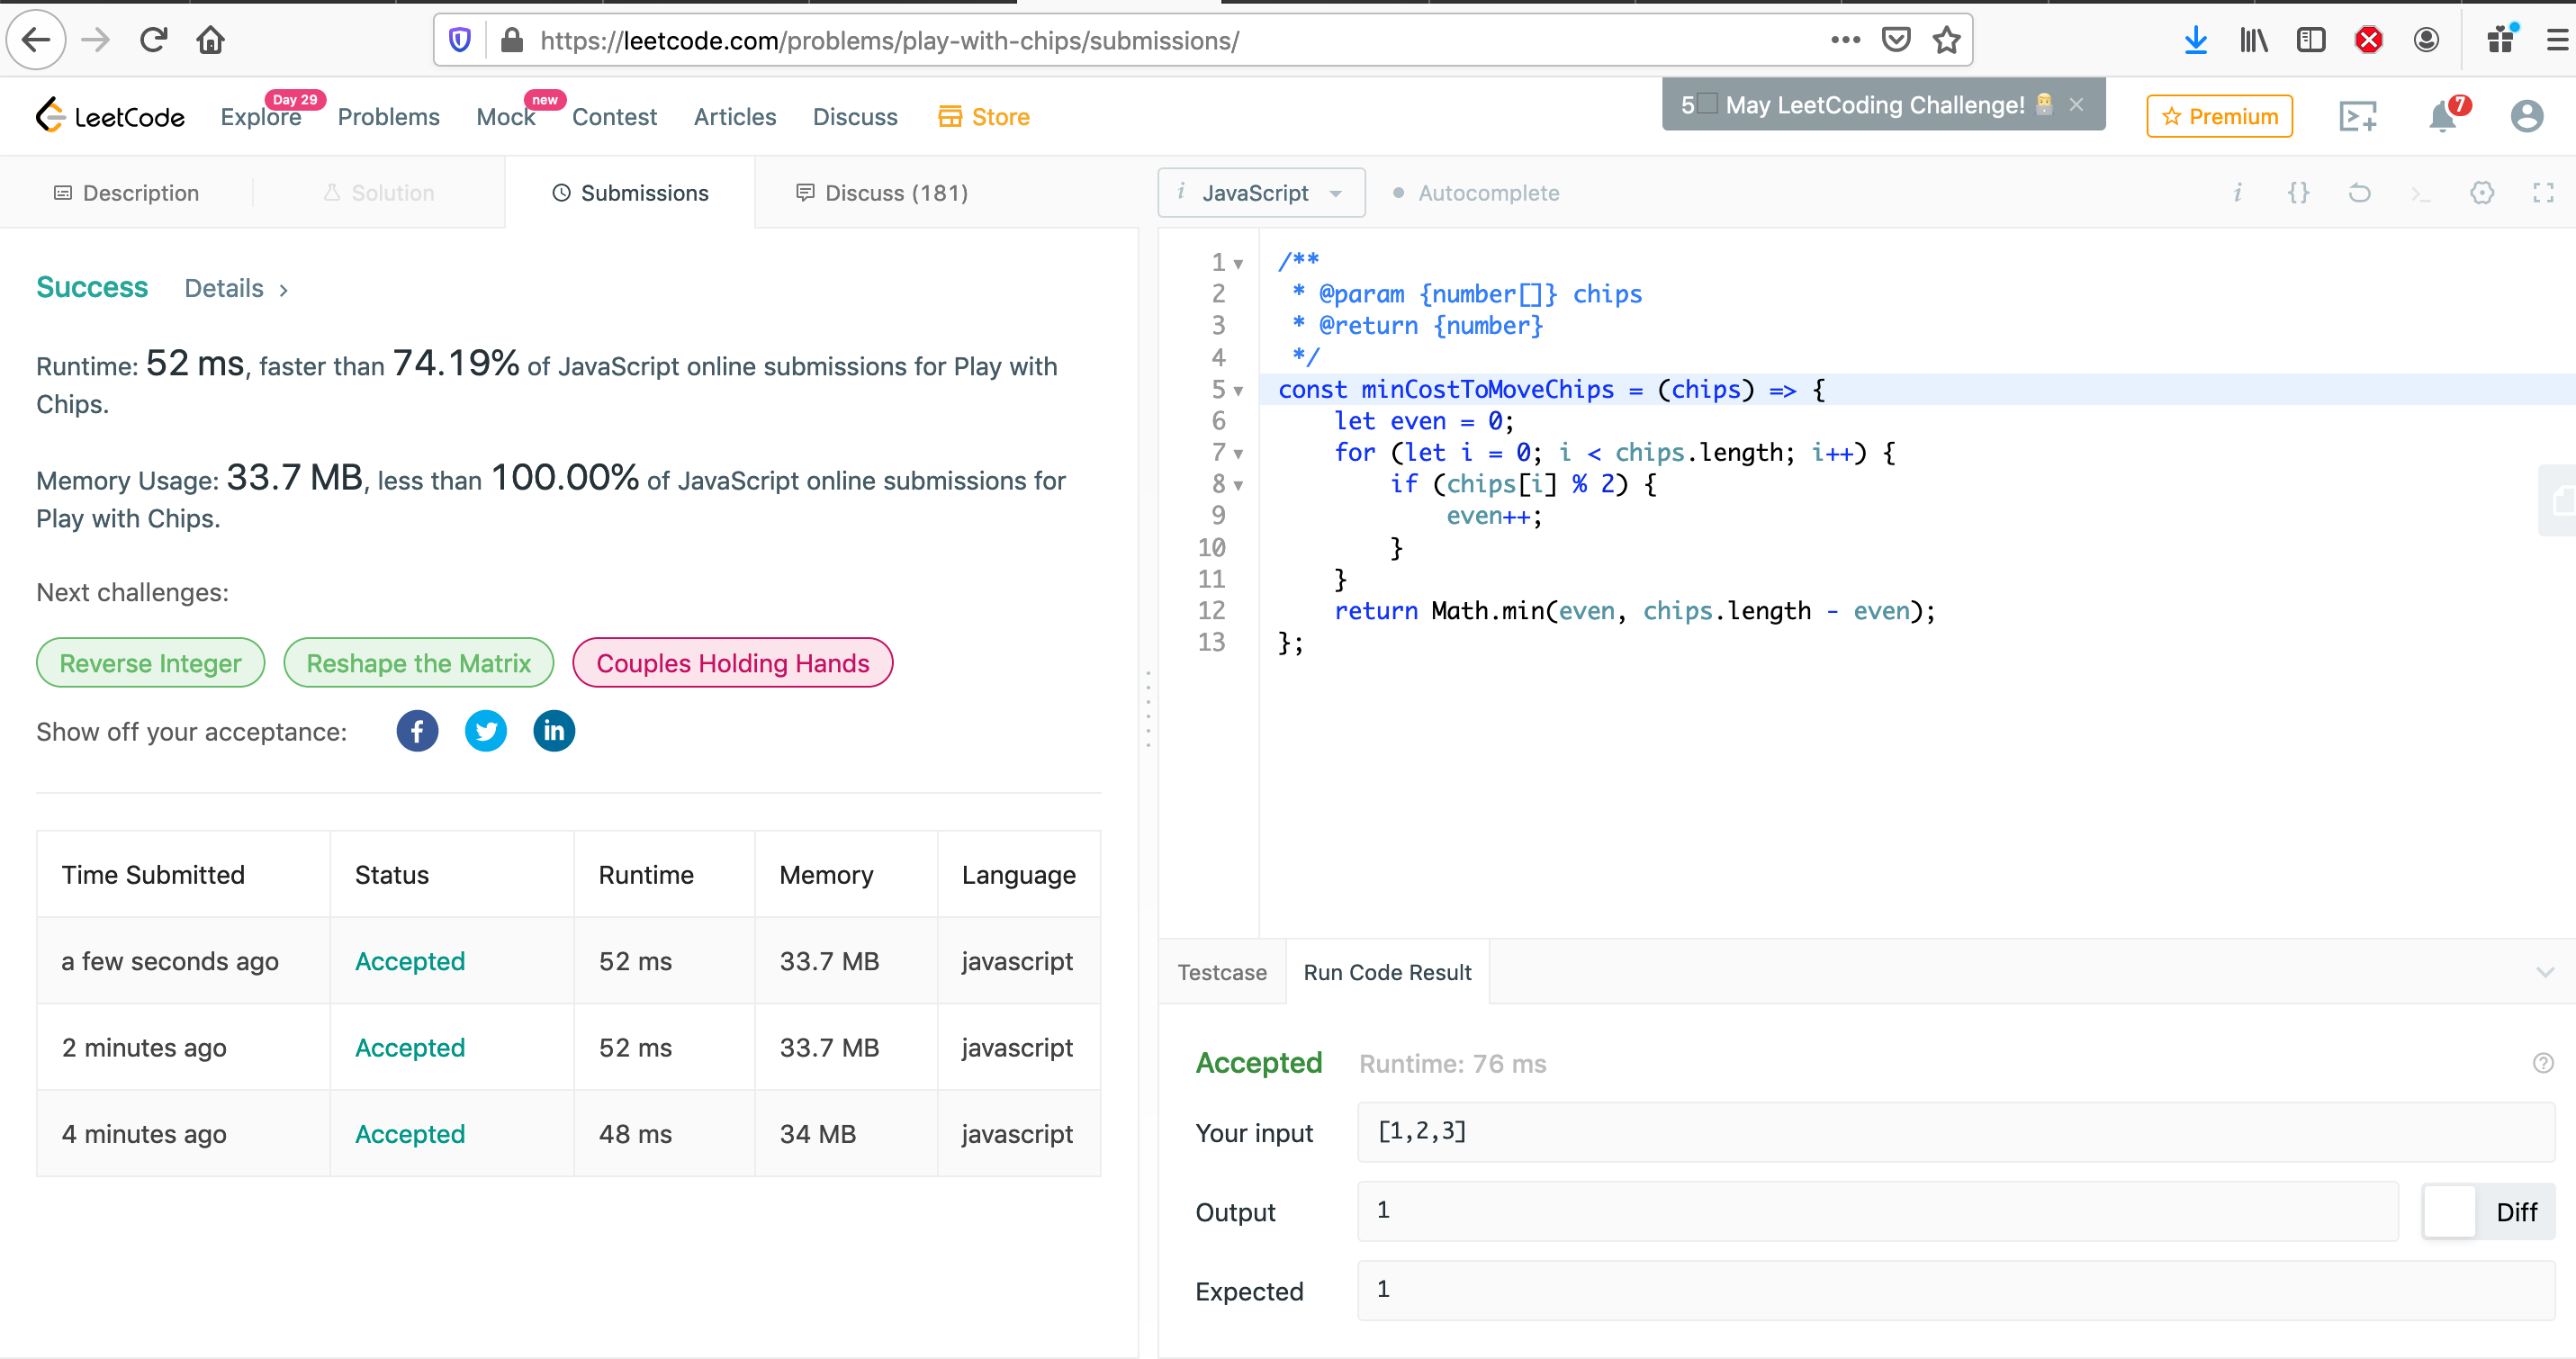 https://leetcode.com/problems/play-with-chips/submissions/
LeetCode Explore Day 29 Problems Mock new Contest Articles Discuss Store
5 May LeetCoding Challenge!
Premium
7
Description Solution Submissions Discuss (181)
Success Details >
Runtime: 52 ms, faster than 74.19% of JavaScript online submissions for Play with
Chips.
Memory Usage: 33.7 MB, less than 100.00% of JavaScript online submissions for
Play with Chips.
Next challenges:
Reverse Integer Reshape the Matrix Couples Holding Hands
Show off your acceptance:
Time Submitted Status Runtime Memory Language
a few seconds ago Accepted 52 ms 33.7 MB javascript
2 minutes ago Accepted 52 ms 33.7 MB javascript
4 minutes ago Accepted 48 ms 34 MB javascript
i JavaScript Autocomplete
1 /**
2  * @param {number[]} chips
3  * @return {number}
4  */
5 const minCostToMoveChips = (chips) => {
6     let even = 0;
7     for (let i = 0; i < chips.length; i++) {
8         if (chips[i] % 2) {
9             even++;
10         }
11     }
12     return Math.min(even, chips.length - even);
13 };
Testcase Run Code Result
Accepted Runtime: 76 ms
Your input [1,2,3]
Output 1 Diff
Expected 1